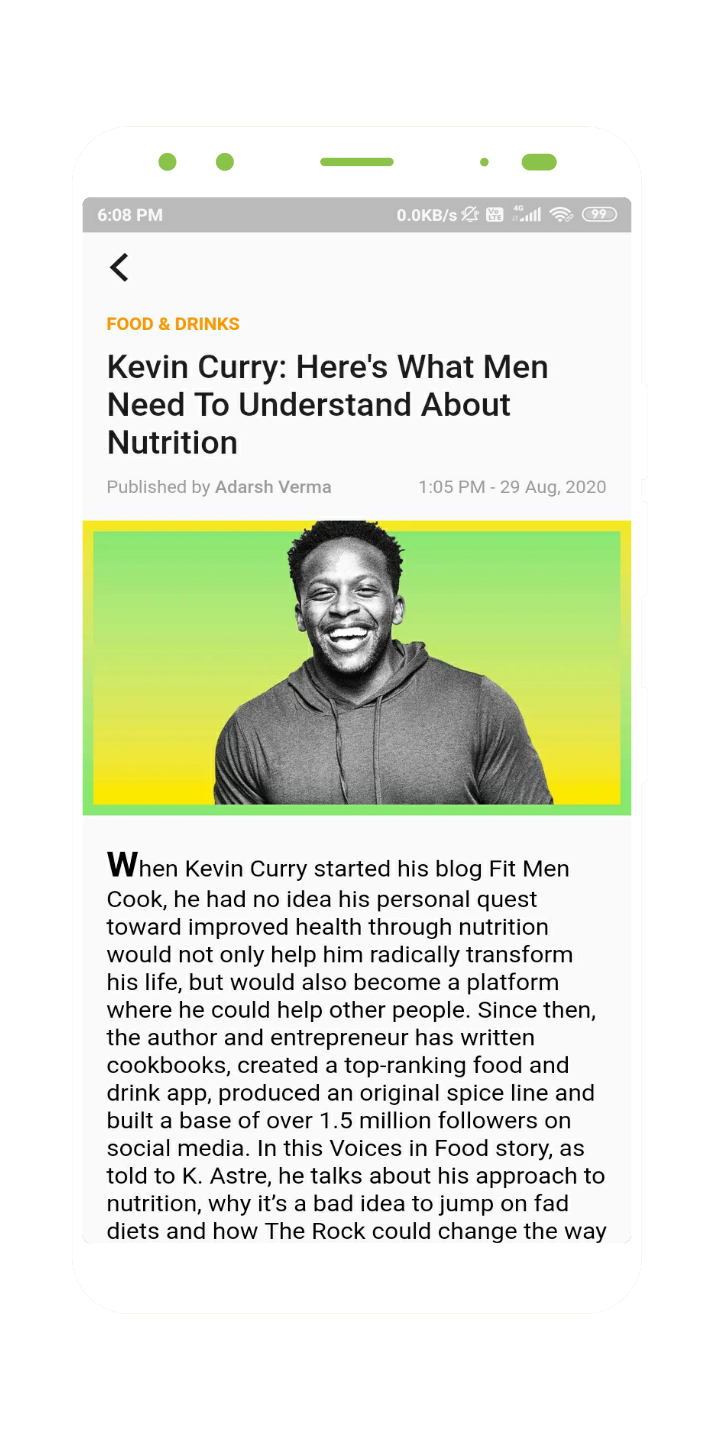 6:08 PM
0.0KB/s
Vo
LTE
4G
99
FOOD & DRINKS
Kevin Curry: Here's What Men
Need To Understand About
Nutrition
Published by Adarsh Verma
1:05 PM - 29 Aug, 2020
When Kevin Curry started his blog Fit Men
Cook, he had no idea his personal quest
toward improved health through nutrition
would not only help him radically transform
his life, but would also become a platform
where he could help other people. Since then,
the author and entrepreneur has written
cookbooks, created a top-ranking food and
drink app, produced an original spice line and
built a base of over 1.5 million followers on
social media. In this Voices in Food story, as
told to K. Astre, he talks about his approach to
nutrition, why it’s a bad idea to jump on fad
diets and how The Rock could change the way